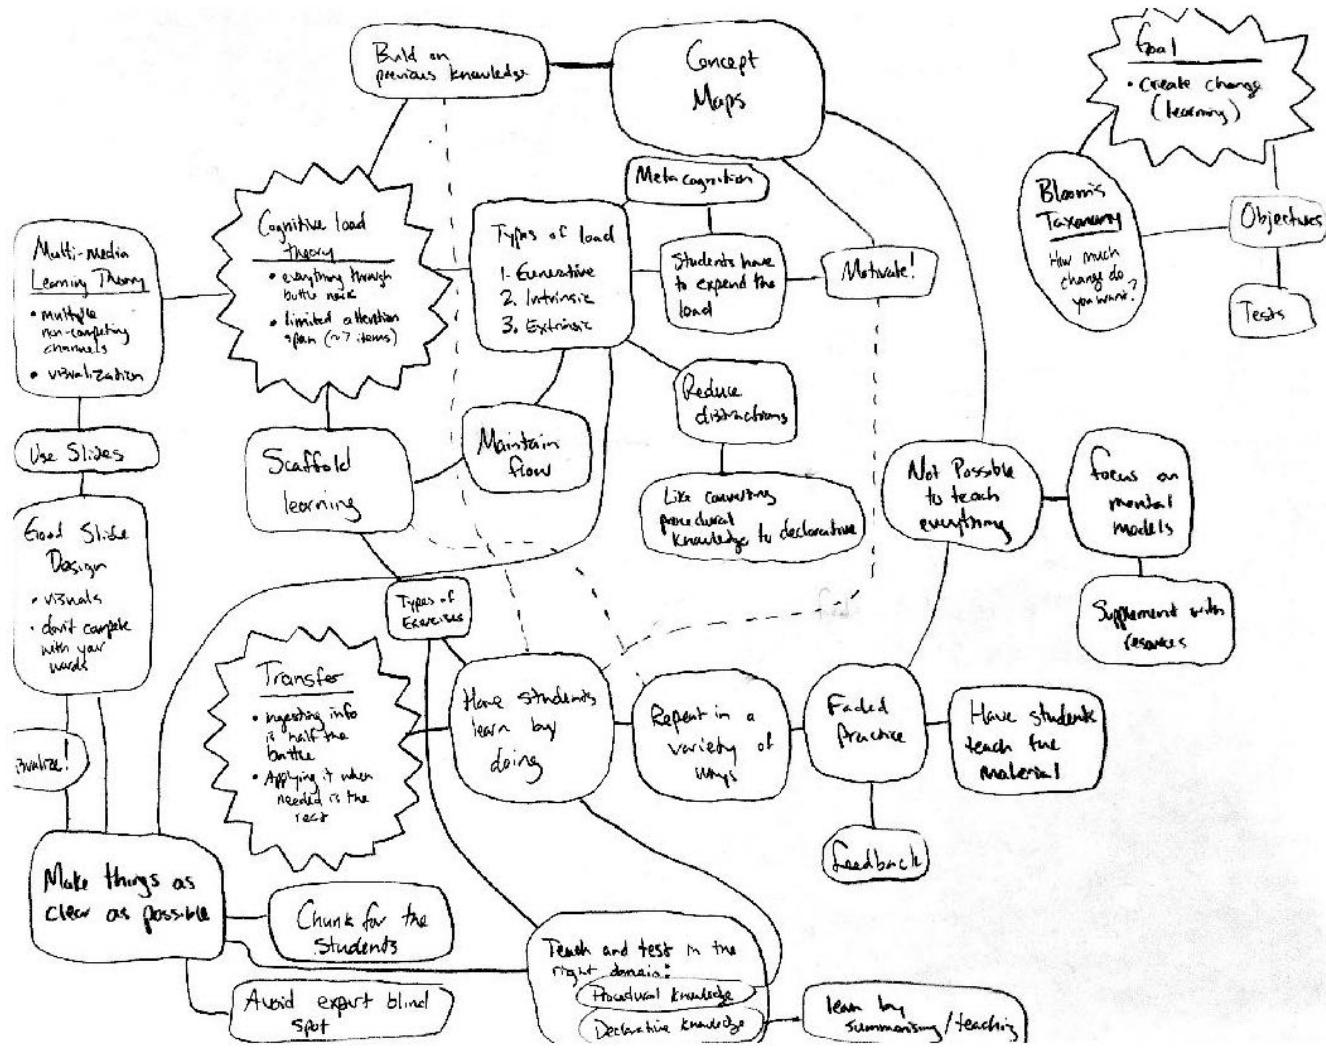 Build on
previous knowledge
Concept
Maps
Goal
• create change
(learning)
Metacognition
Bloom's
Taxonomy
How much
change do
you want?
Objectives
Tests
Multi-media
Learning Theory
• multiple
non-competing
channels
• visualization
Cognitive load
theory
• everything through
bottle neck
• limited attention
span (~7 items)
Types of load
1. Generative
2. Intrinsic
3. Extrinsic
Students have
to expend the
load
Motivate!
Reduce
distractions
Use Slides
Scaffold
learning
Maintain
flow
Like converting
procedural
knowledge to declarative
Not Possible
to teach
everything
Focus on
mental
models
Good Slide
Design
• visuals
• don't compete
with your
words
Types of
Exercises
Supplement with
resources
Transfer
• ingesting info
is half the
battle
• Applying it when
needed is the
rest
Have students
learn by
doing
Repeat in a
variety of
ways
Faded
Practice
Have students
teach the
material
Feedback
Make things as
clear as possible
Chunk for the
students
Avoid expert blind
spot
Teach and test in the
right domain:
Procedural knowledge
Declarative knowledge
learn by
summarising/teaching